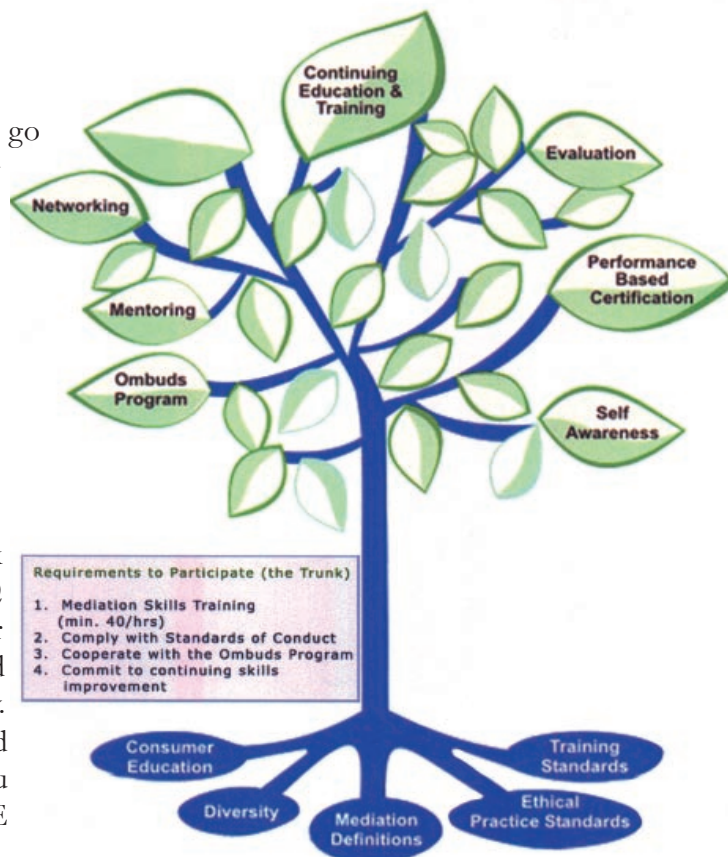 go
Continuing
Education &
Training
Evaluation
Networking
Performance
Based
Certification
Mentoring
Ombuds
Program
Self
Awareness
Requirements to Participate (the Trunk)
1. Mediation Skills Training
(min. 40/hrs)
2. Comply with Standards of Conduct
3. Cooperate with the Ombuds Program
4. Commit to continuing skills
improvement
Consumer
Education
Training
Standards
Diversity
Mediation
Definitions
Ethical
Practice Standards